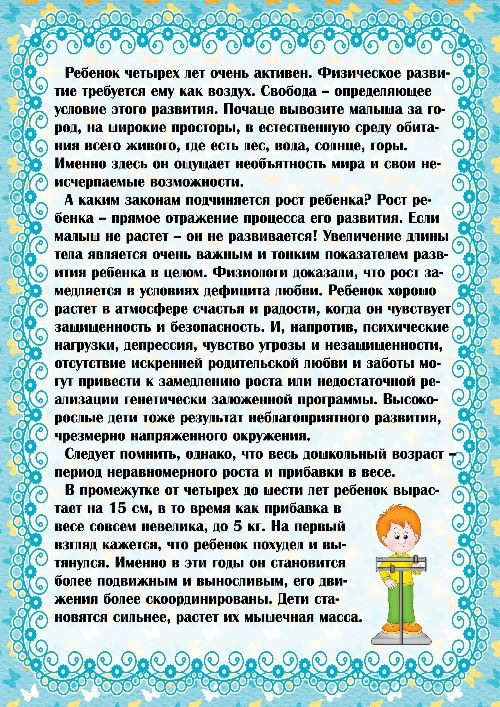 Ребенок четырех лет очень активен. Физическое разви-
тие требуется ему как воздух. Свобода – определяющее
условие этого развития. Почаще вывозите малыша за го-
род, на широкие просторы, в естественную среду обита-
ния всего живого, где есть лес, вода, солнце, горы.
Именно здесь он ощущает необъятность мира и свои не-
исчерпаемые возможности.
А каким законам подчиняется рост ребенка? Рост ре-
бенка – прямое отражение процесса его развития. Если
малыш не растет – он не развивается! Увеличение длины
тела является очень важным и тонким показателем разв-
ития ребенка в целом. Физиологи доказали, что рост за-
медляется в условиях дефицита любви. Ребенок хорошо
растет в атмосфере счастья и радости, когда он чувствует
защищенность и безопасность. И, напротив, психические
нагрузки, депрессия, чувство угрозы и незащищенности,
отсутствие искренней родительской любви и заботы мо-
гут привести к замедлению роста или недостаточной ре-
ализации генетически заложенной программы. Высоко-
рослые дети тоже результат неблагоприятного развития,
чрезмерно напряженного окружения.
Следует помнить, однако, что весь дошкольный возраст –
период неравномерного роста и прибавки в весе.
В промежутке от четырех до шести лет ребенок вырас-
тает на 15 см, в то время как прибавка в
весе совсем невелика, до 5 кг. На первый
взгляд кажется, что ребенок похудел и вы-
тянулся. Именно в эти годы он становится
более подвижным и выносливым, его дви-
жения более скоординированы. Дети ста-
новятся сильнее, растет их мышечная масса.